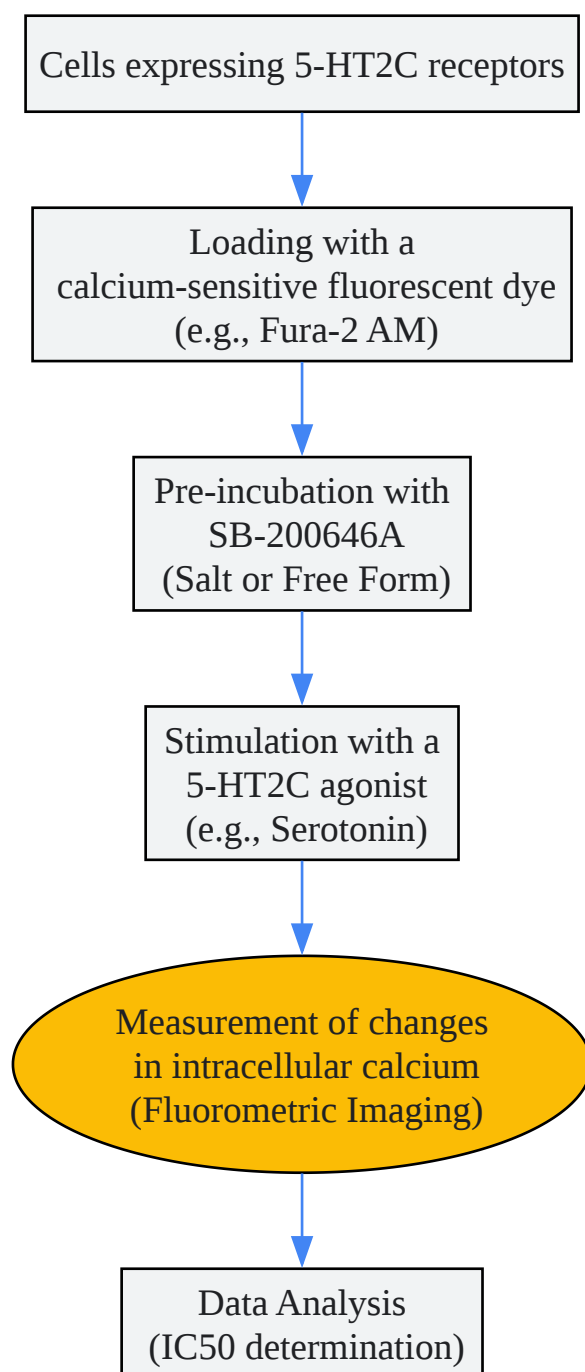 Cells expressing 5-HT2C receptors
Loading with a
calcium-sensitive fluorescent dye
(e.g., Fura-2 AM)
Pre-incubation with
SB-200646A
(Salt or Free Form)
Stimulation with a
5-HT2C agonist
(e.g., Serotonin)
Measurement of changes
in intracellular calcium
(Fluorometric Imaging)
Data Analysis
(IC50 determination)